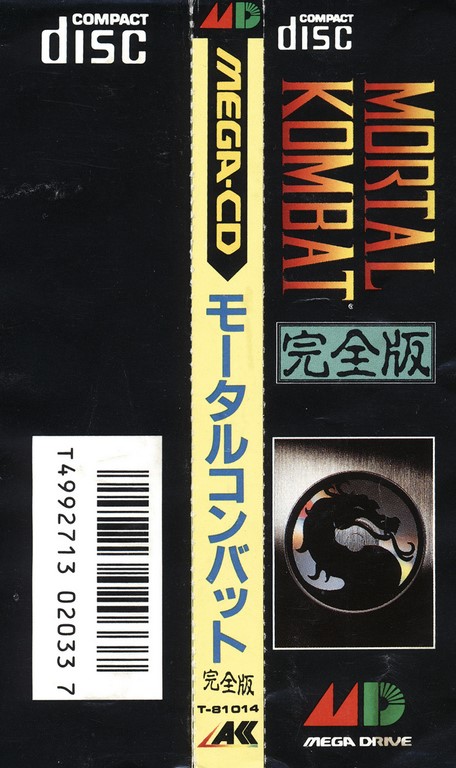 COMPACT
disc
T4992713 02033 7
MD
MEGA-CD
モータルコンバット
完全版
T-81014
AKK
COMPACT
disc
MORTAL
KOMBAT®
完全版
MD
MEGA DRIVE